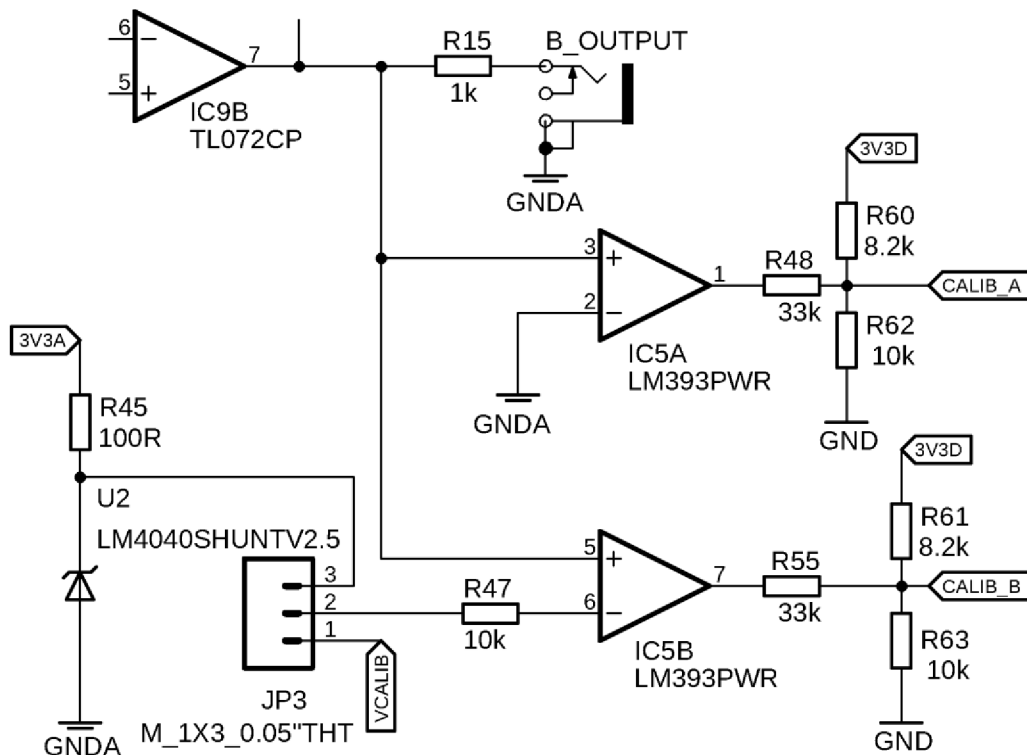 6
5
7
IC9B
TL072CP
R15
1k
B_OUTPUT
GNDA
3V3D
R60
8.2k
3
2
1
R48
33k
CALIB_A
R62
10k
IC5A
LM393PWR
GNDA
GND
3V3A
R45
100R
U2
LM4040SHUNTV2.5
3
2
1
R47
10k
VCALIB
JP3
M_1X3_0.05"THT
GNDA
5
6
7
IC5B
LM393PWR
R55
33k
3V3D
R61
8.2k
CALIB_B
R63
10k
GND